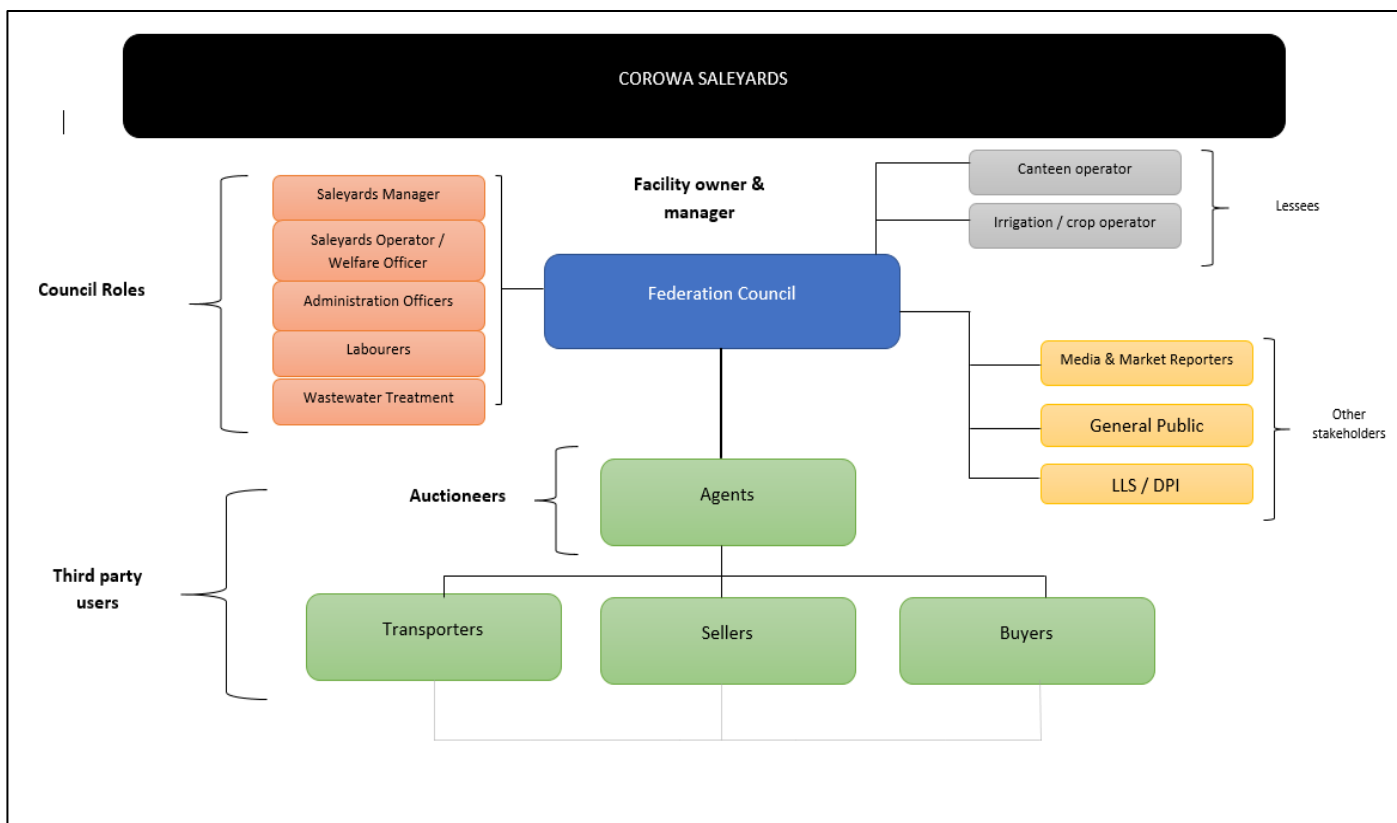 COROWA SALEYARDS
Facility owner &
manager
Canteen operator
Irrigation / crop operator
Lessees
Saleyards Manager
Saleyards Operator /
Welfare Officer
Administration Officers
Labourers
Wastewater Treatment
Council Roles
Federation Council
Media & Market Reporters
General Public
LLS / DPI
Other
stakeholders
Auctioneers
Agents
Third party
users
Transporters
Sellers
Buyers